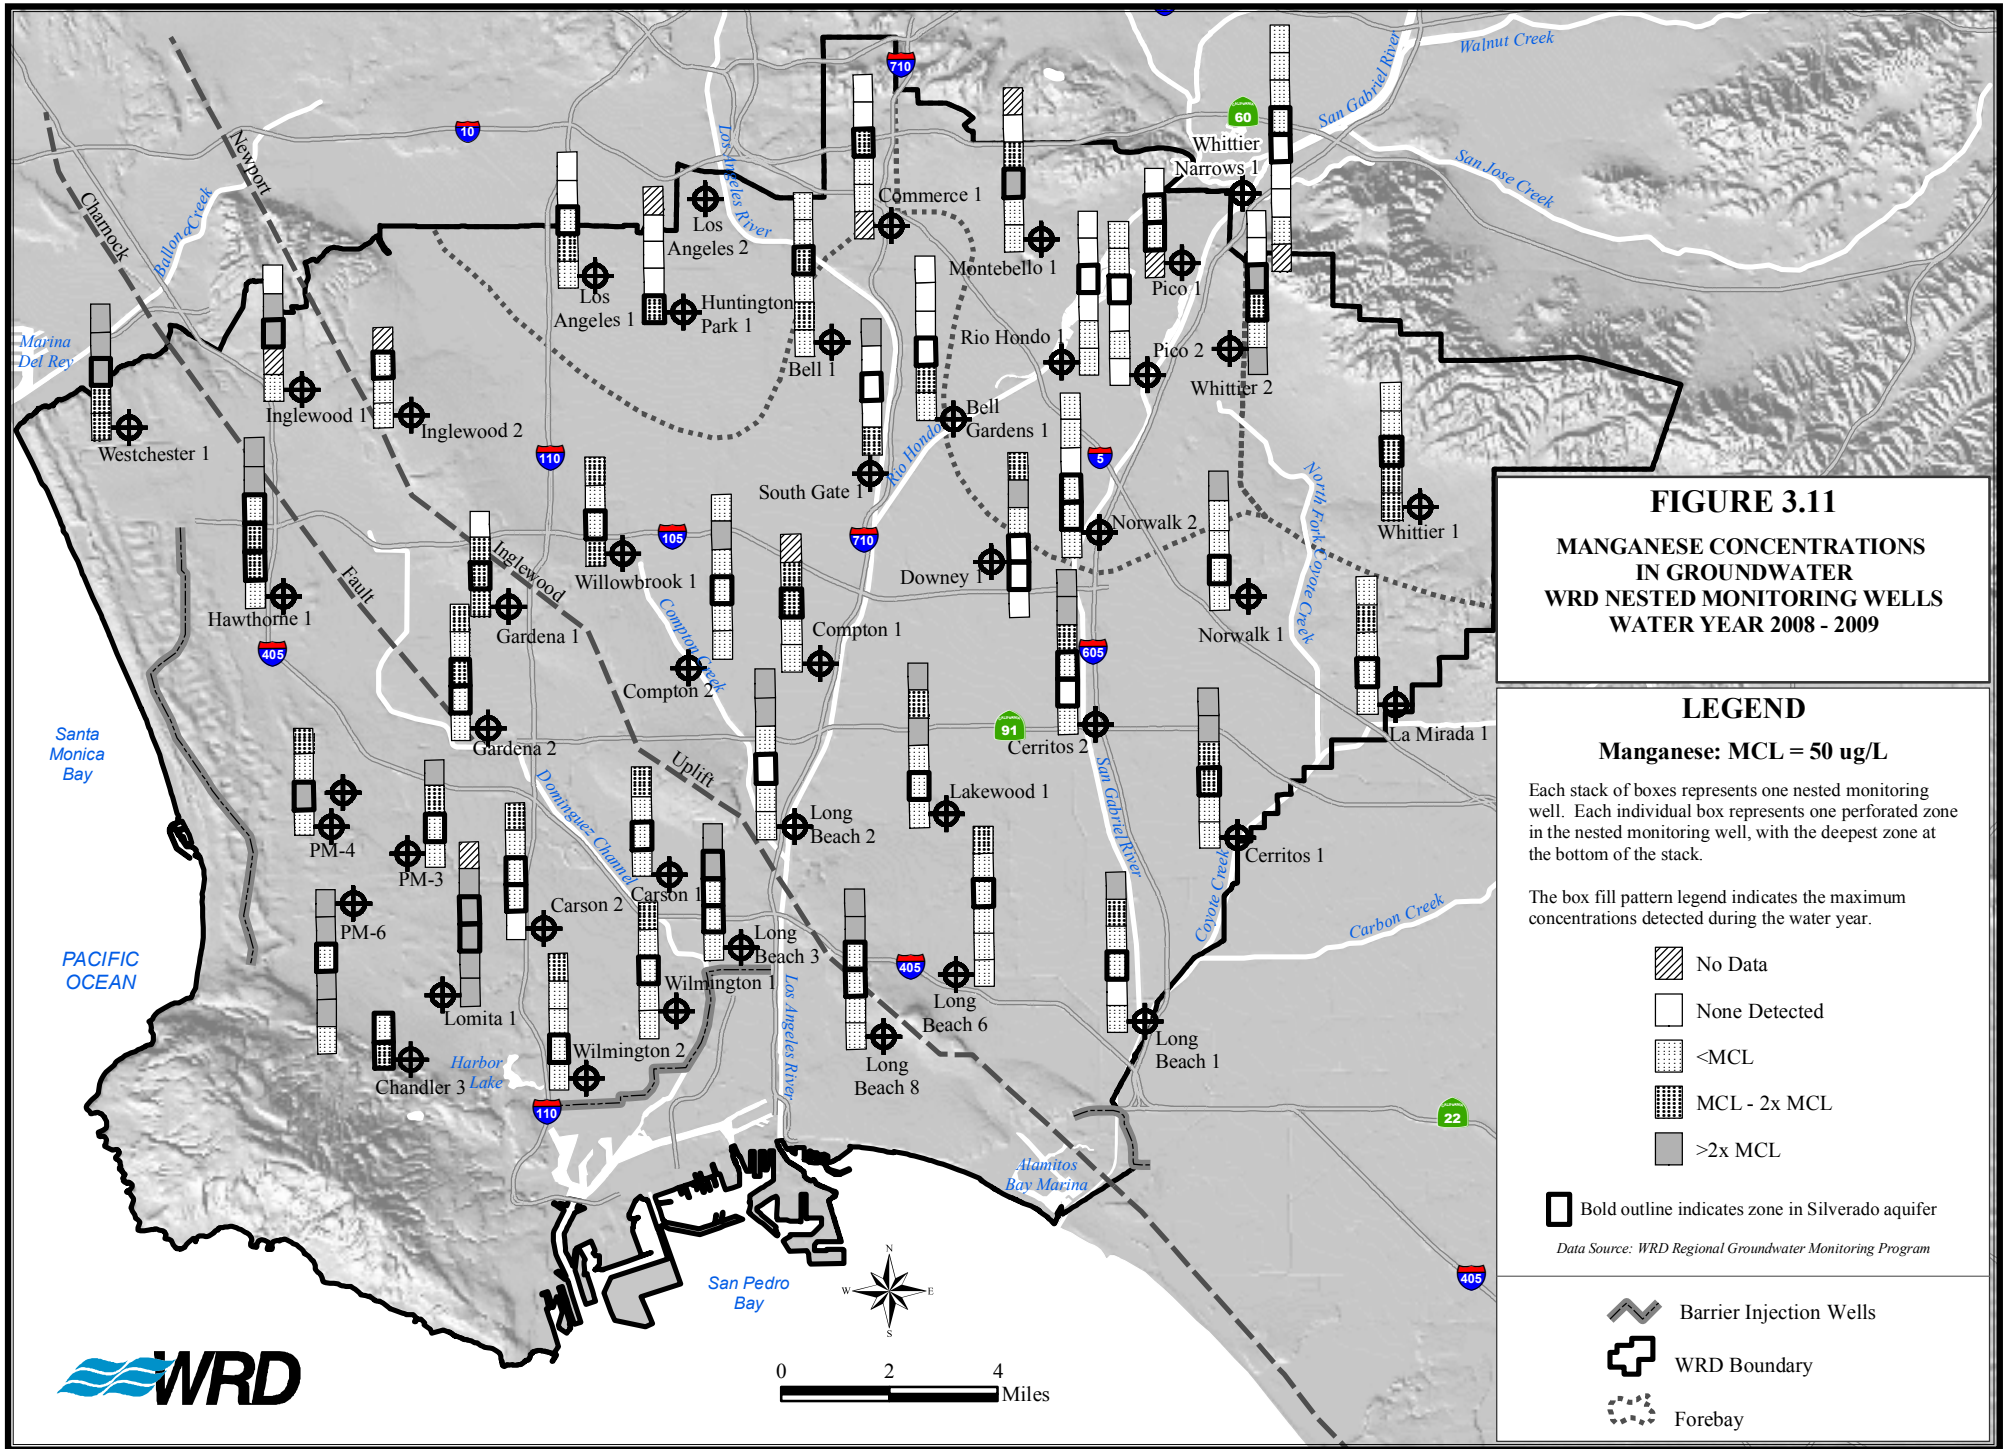 710
Walnut Creek
San Gabriel River
10
60
Newport
Los Angeles River
Whittier
Narrows 1
San Jose Creek
Charnock
Ballona Creek
Los
Angeles 2
Commerce 1
Montebello 1
Pico 1
Los
Angeles 1
Huntington
Park 1
Marina
Del Rey
Bell 1
Rio Hondo 1
Pico 2
Whittier 2
Inglewood 1
Inglewood 2
Bell
Gardens 1
Westchester 1
110
5
Rio Hondo
South Gate 1
North Fork Coyote Creek
Norwalk 2
Whittier 1
105
710
Inglewood
Willowbrook 1
Downey 1
Fault
Hawthorne 1
Gardena 1
Compton Creek
Compton 1
Norwalk 1
405
605
Compton 2
Gardena 2
91
Cerritos 2
La Mirada 1
Santa
Monica
Bay
Uplift
Dominguez Channel
San Gabriel River
Lakewood 1
Long
Beach 2
PM-4
PM-3
Cerritos 1
Carson 1
Carson 2
Coyote Creek
Carbon Creek
PM-6
Long
Beach 3
PACIFIC
OCEAN
405
Wilmington 1
Los Angeles River
Lomita 1
Long
Beach 6
Long
Beach 1
Wilmington 2
Harbor
Lake
Chandler 3
Long
Beach 8
110
22
Alamitos
Bay Marina
San Pedro
Bay
405
N
W
E
S
0 2 4
Miles
WRD
FIGURE 3.11
MANGANESE CONCENTRATIONS
IN GROUNDWATER
WRD NESTED MONITORING WELLS
WATER YEAR 2008 - 2009
LEGEND
Manganese: MCL = 50 ug/L
Each stack of boxes represents one nested monitoring
well. Each individual box represents one perforated zone
in the nested monitoring well, with the deepest zone at
the bottom of the stack.
The box fill pattern legend indicates the maximum
concentrations detected during the water year.
No Data
None Detected
<MCL
MCL - 2x MCL
>2x MCL
Bold outline indicates zone in Silverado aquifer
Data Source: WRD Regional Groundwater Monitoring Program
Barrier Injection Wells
WRD Boundary
Forebay